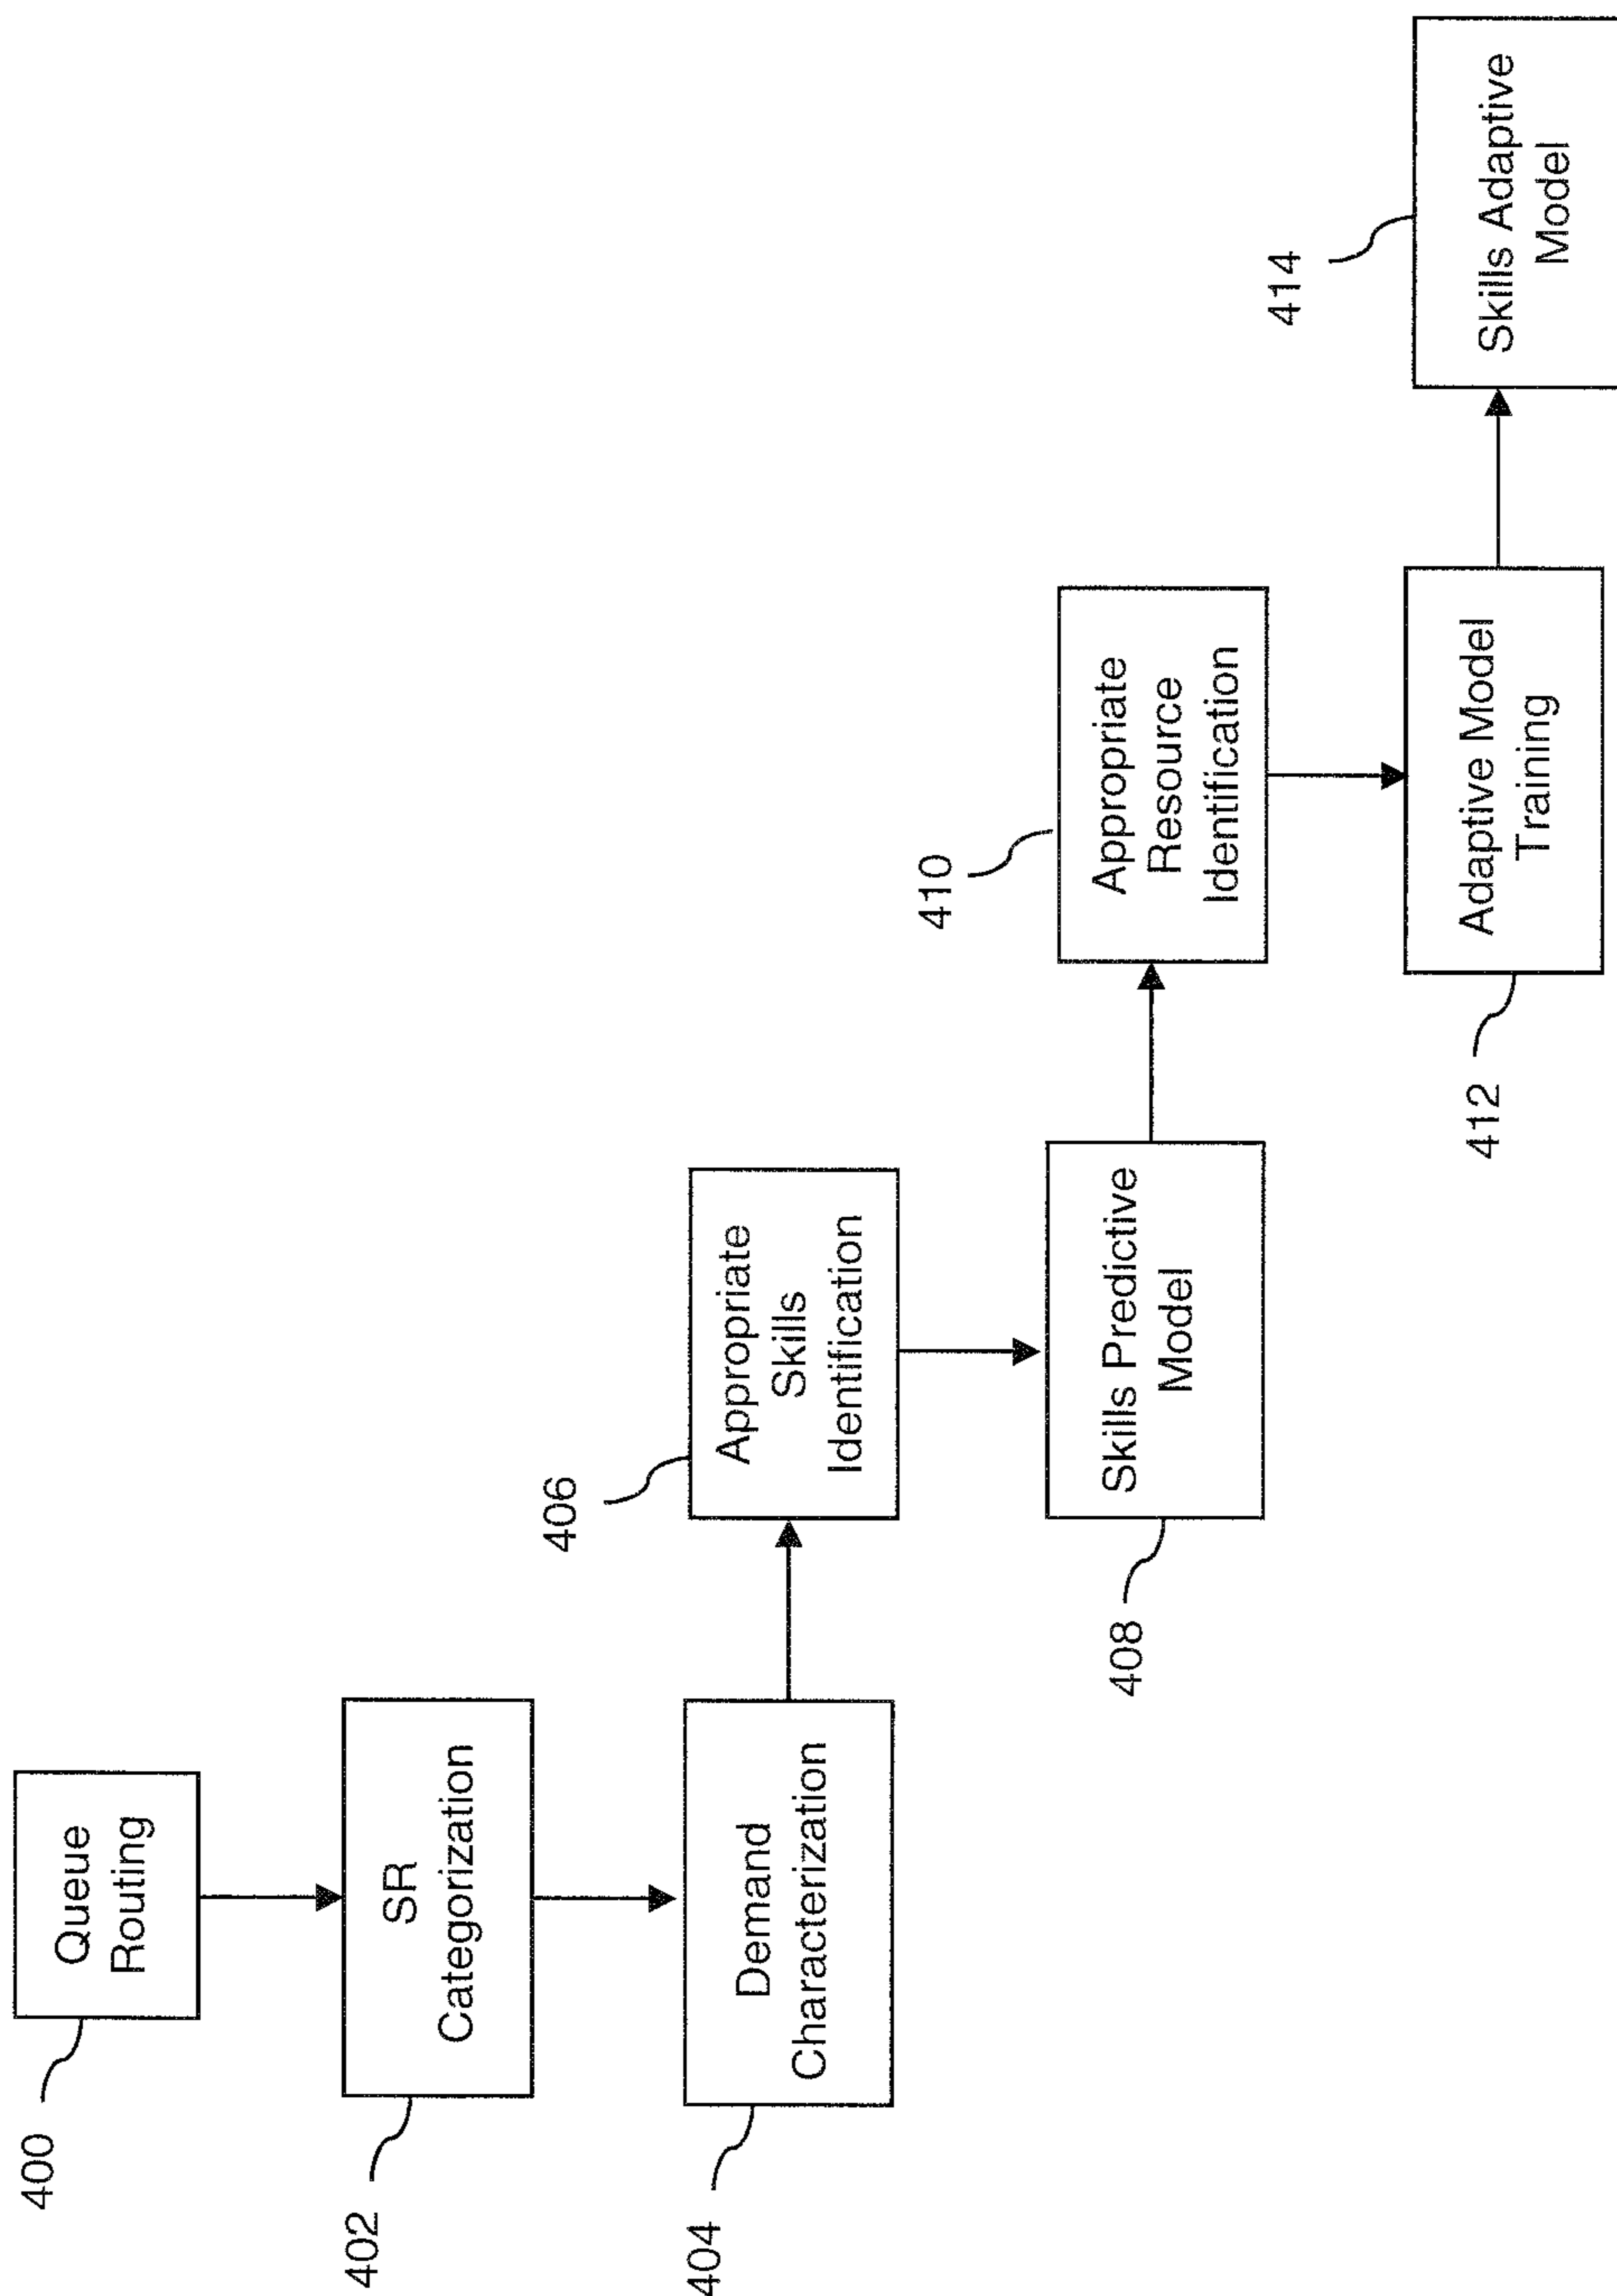 400
Queue
Routing
402
SR
Categorization
404
Demand
Characterization
406
Appropriate
Skills
Identification
408
Skills Predictive
Model
410
Appropriate
Resource
Identification
412
Adaptive Model
Training
414
Skills Adaptive
Model